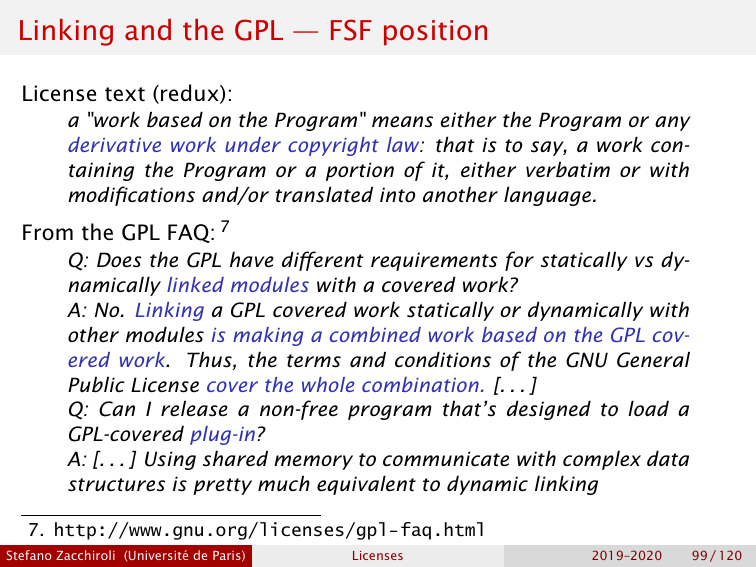 Linking and the GPL — FSF position
License text (redux):
a "work based on the Program" means either the Program or any
derivative work under copyright law: that is to say, a work con-
taining the Program or a portion of it, either verbatim or with
modifications and/or translated into another language.
From the GPL FAQ: 7
Q: Does the GPL have different requirements for statically vs dy-
namically linked modules with a covered work?
A: No. Linking a GPL covered work statically or dynamically with
other modules is making a combined work based on the GPL cov-
ered work. Thus, the terms and conditions of the GNU General
Public License cover the whole combination. [...]
Q: Can I release a non-free program that's designed to load a
GPL-covered plug-in?
A: [...] Using shared memory to communicate with complex data
structures is pretty much equivalent to dynamic linking
7. http://www.gnu.org/licenses/gpl-faq.html
Stefano Zacchiroli (Université de Paris) Licenses 2019–2020 99/120